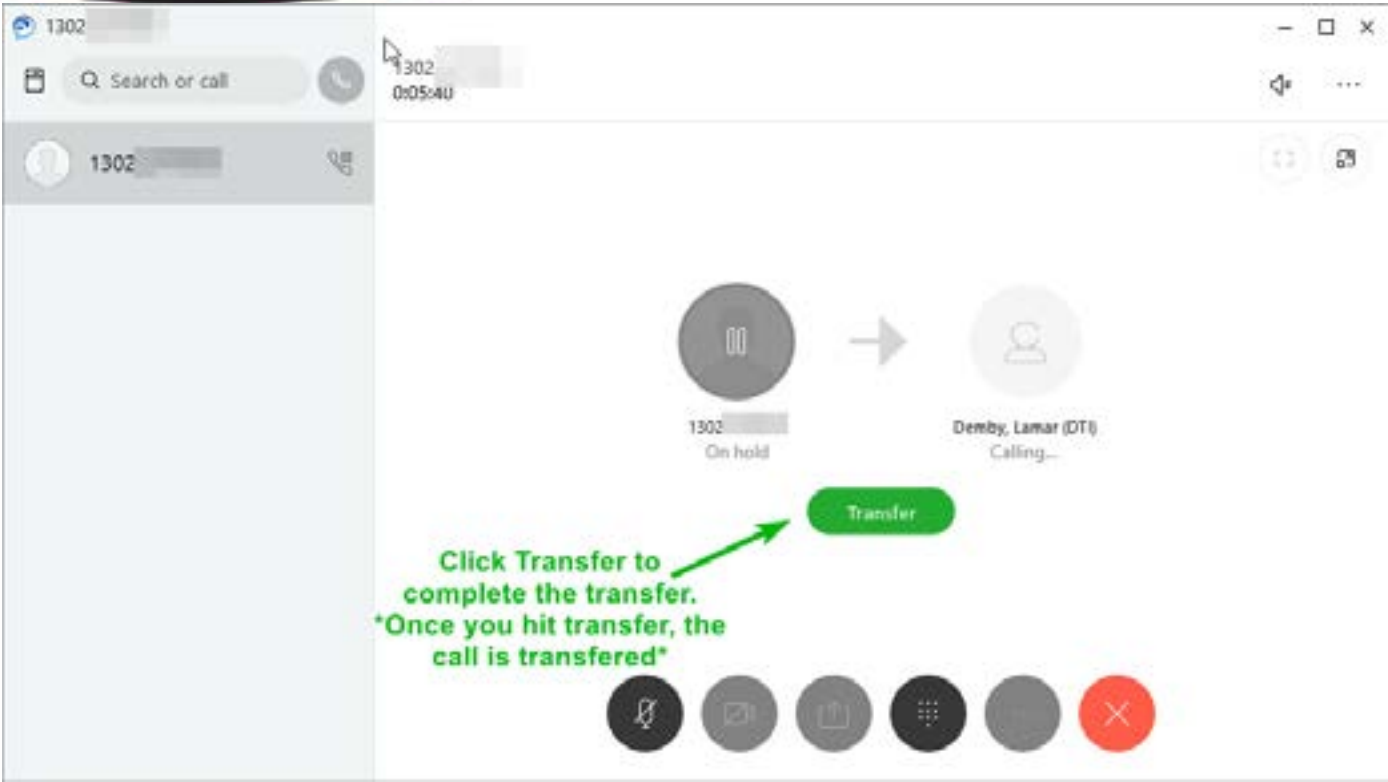 1302
Search or call
1302
0:05:40
1302
1302
On hold
Demby, Lamar (DTI)
Calling...
Transfer
Click Transfer to
complete the transfer.
*Once you hit transfer, the
call is transfered*